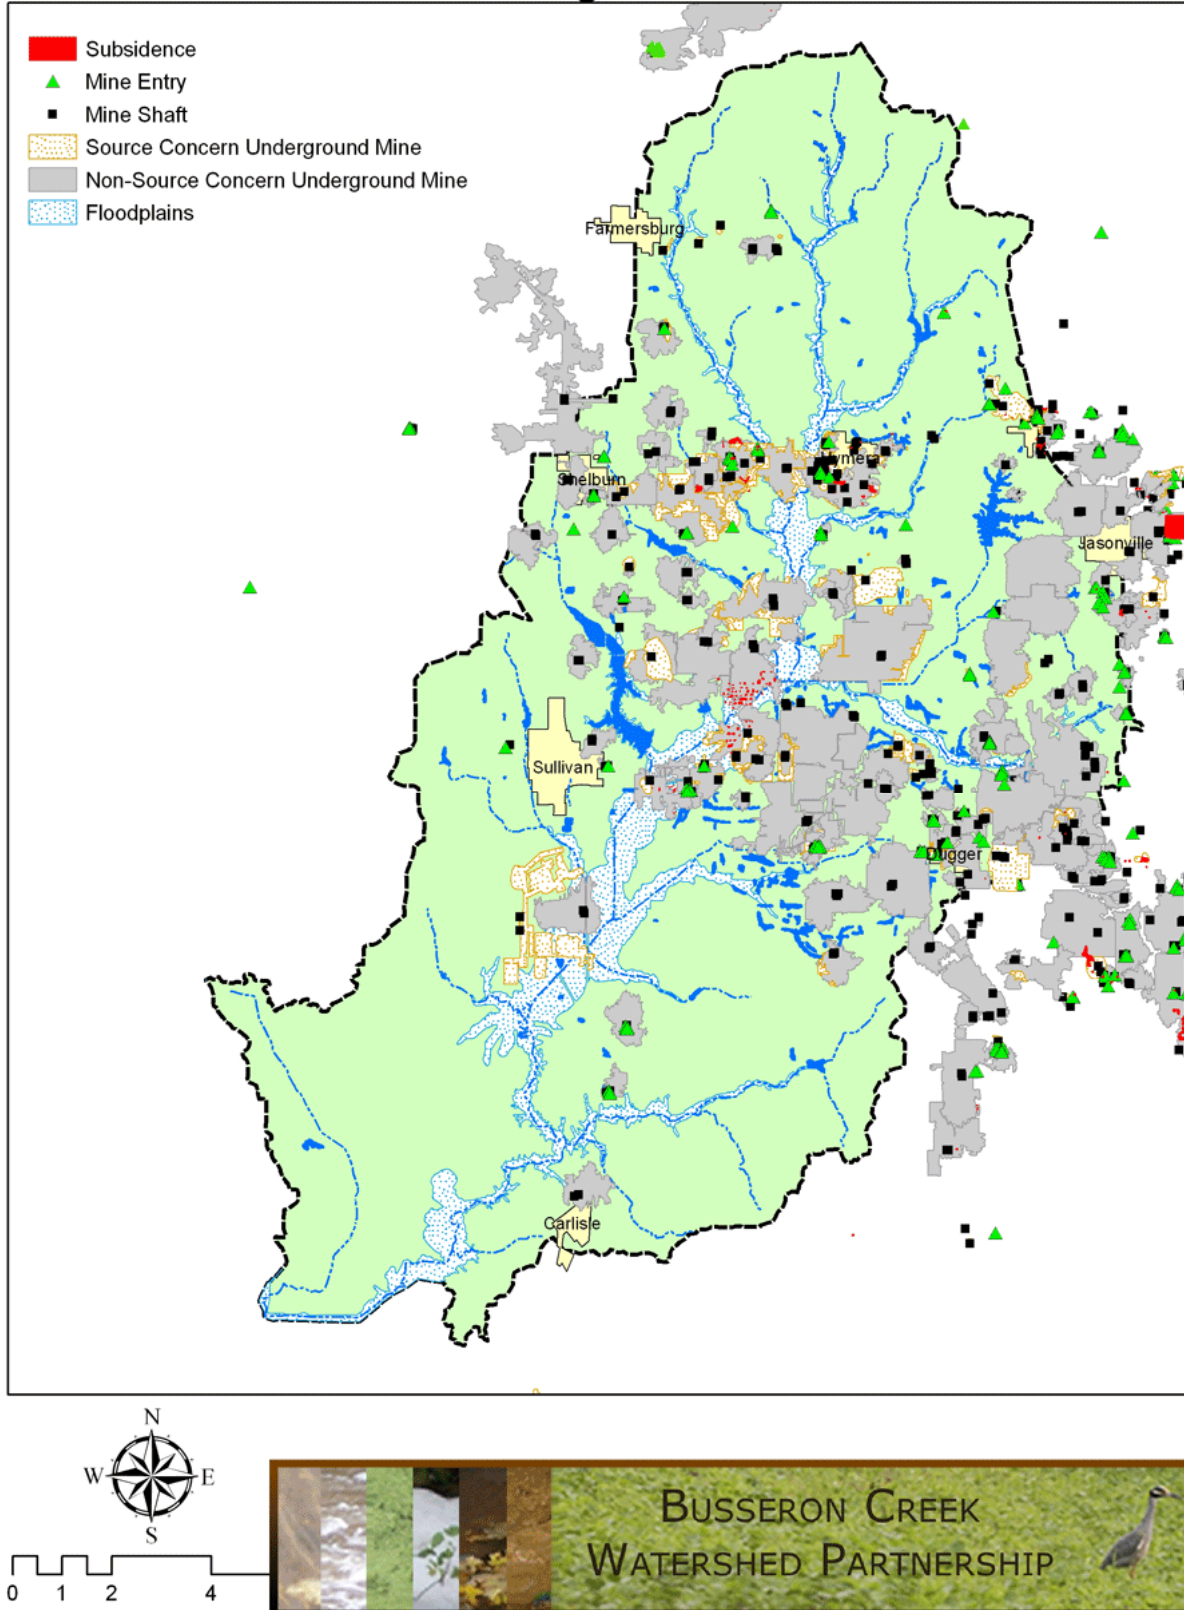 Subsidence
Mine Entry
Mine Shaft
Source Concern Underground Mine
Non-Source Concern Underground Mine
Floodplains
Farmersburg
Hymera
Shelburn
Jasonville
Sullivan
Dugger
Carlisle
N
W E
S
0 1 2 4
BUSSERON CREEK
WATERSHED PARTNERSHIP